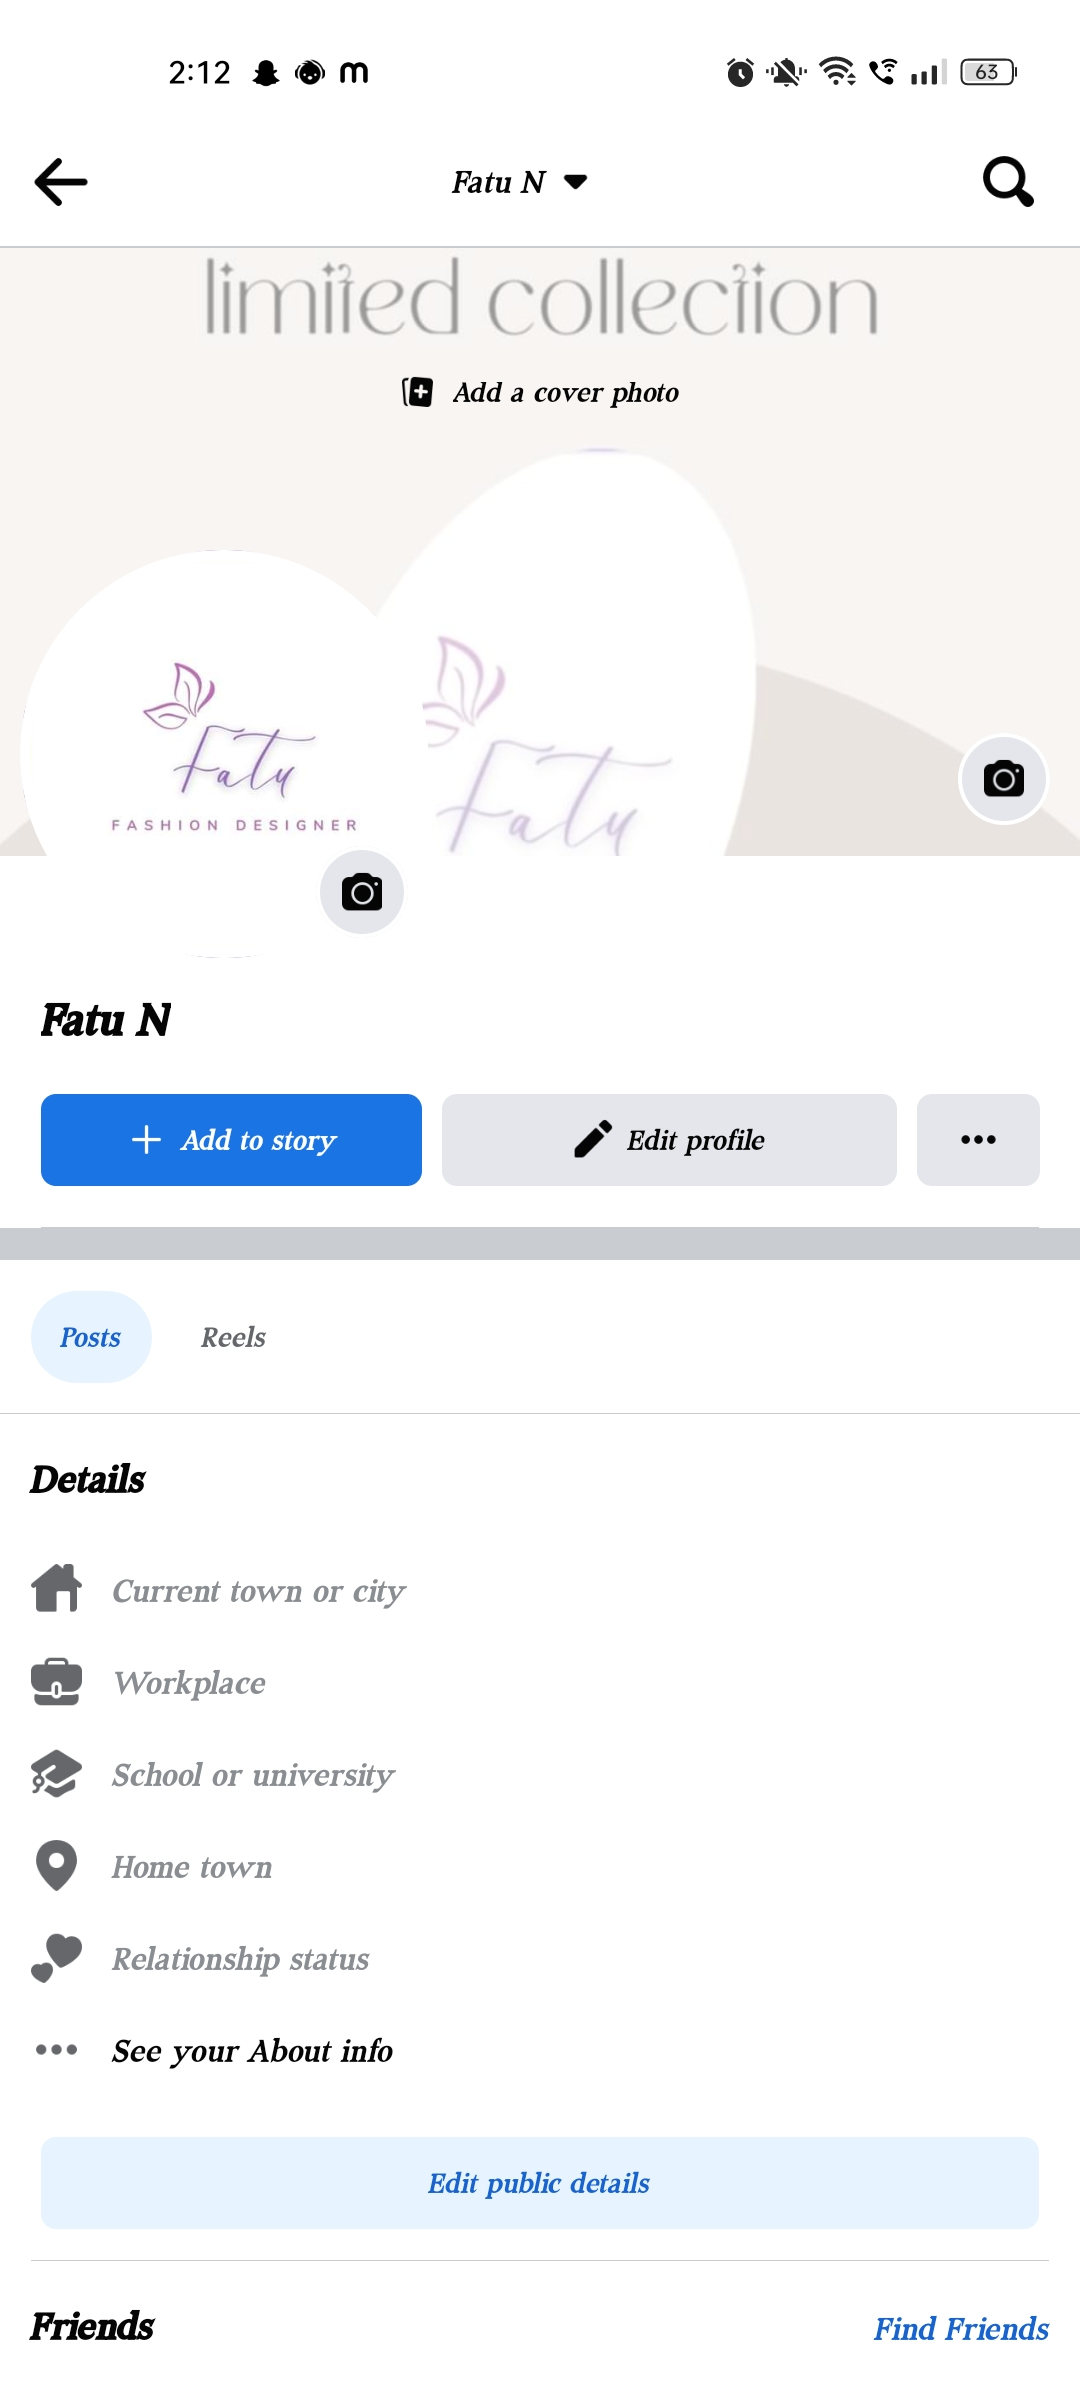 2:12
63
Fatu N
limited collection
Add a cover photo
Fatu
FASHION DESIGNER
Fatu
Fatu N
Add to story
Edit profile
Posts
Reels
Details
Current town or city
Workplace
School or university
Home town
Relationship status
See your About info
Edit public details
Friends
Find Friends